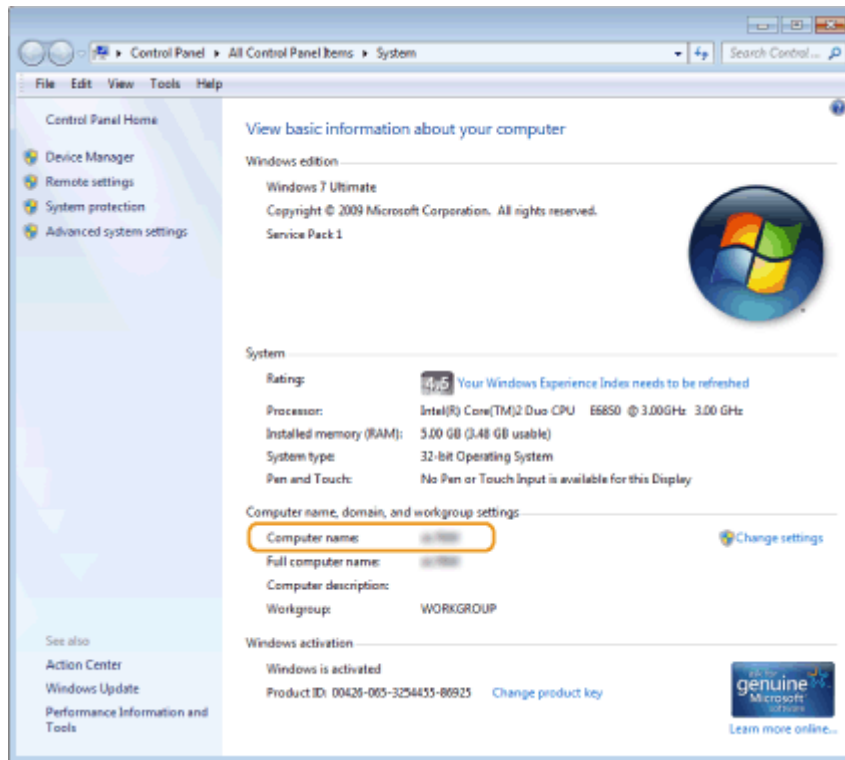 Control Panel ▸ All Control Panel Items ▸ System
Search Control ...
File Edit View Tools Help
Control Panel Home
Device Manager
Remote settings
System protection
Advanced system settings
See also
Action Center
Windows Update
Performance Information and
Tools
View basic information about your computer
Windows edition
Windows 7 Ultimate
Copyright © 2009 Microsoft Corporation. All rights reserved.
Service Pack 1
System
Rating: 4,5 Your Windows Experience Index needs to be refreshed
Processor: Intel(R) Core(TM)2 Duo CPU E6850 @ 3.00GHz 3.00 GHz
Installed memory (RAM): 5.00 GB (3.48 GB usable)
System type: 32-bit Operating System
Pen and Touch: No Pen or Touch Input is available for this Display
Computer name, domain, and workgroup settings
Computer name:
Change settings
Full computer name:
Computer description:
Workgroup: WORKGROUP
Windows activation
Windows is activated
Product ID: 00426-065-3254455-86925 Change product key
ask for
genuine
Microsoft
software
Learn more online...